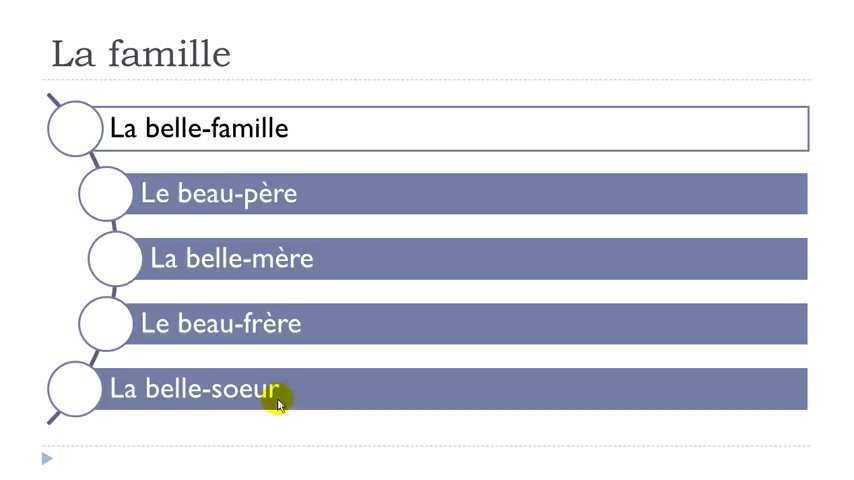 La famille
La belle-famille
Le beau-père
La belle-mère
Le beau-frère
La belle-soeur